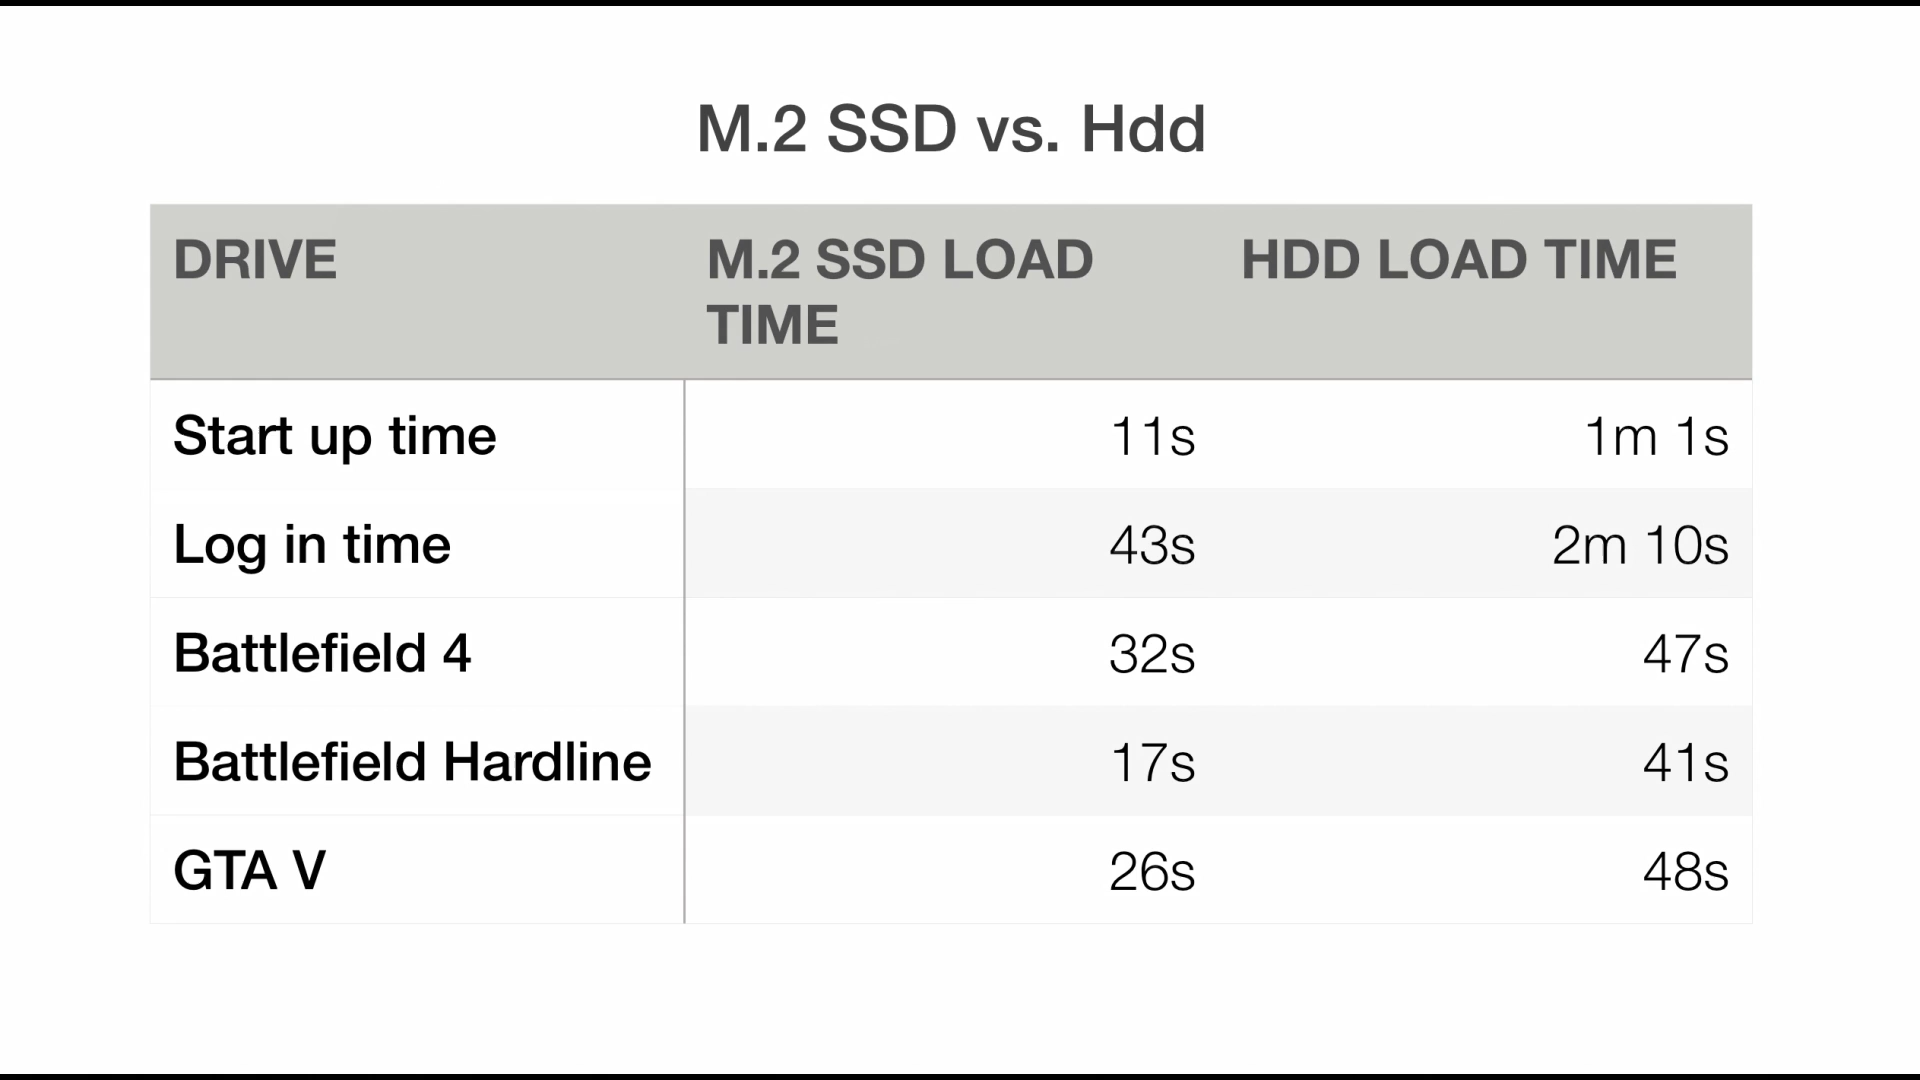 M.2 SSD vs. Hdd
DRIVE M.2 SSD LOAD TIME HDD LOAD TIME
Start up time 11s 1m 1s
Log in time 43s 2m 10s
Battlefield 4 32s 47s
Battlefield Hardline 17s 41s
GTA V 26s 48s